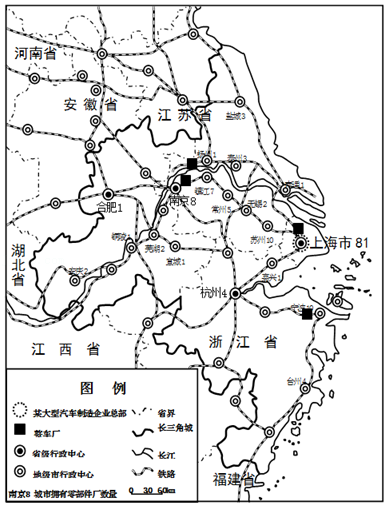 河南省
安徽省
江苏省
盐城3
扬州1
泰州3
南通1
镇江7
南京8
常州5
无锡2
合肥1
苏州10
上海市81
铜陵1
芜湖2
宣城1
湖北省
安庆2
嘉兴1
杭州4
宁波10
江西省
浙江省
台州4
图例
某大型汽车制造企业总部
省界
整车厂
长三角城
省级行政中心
长江
地级市行政中心
铁路
南京8 城市拥有零部件厂数量
0 30 60km
福建省